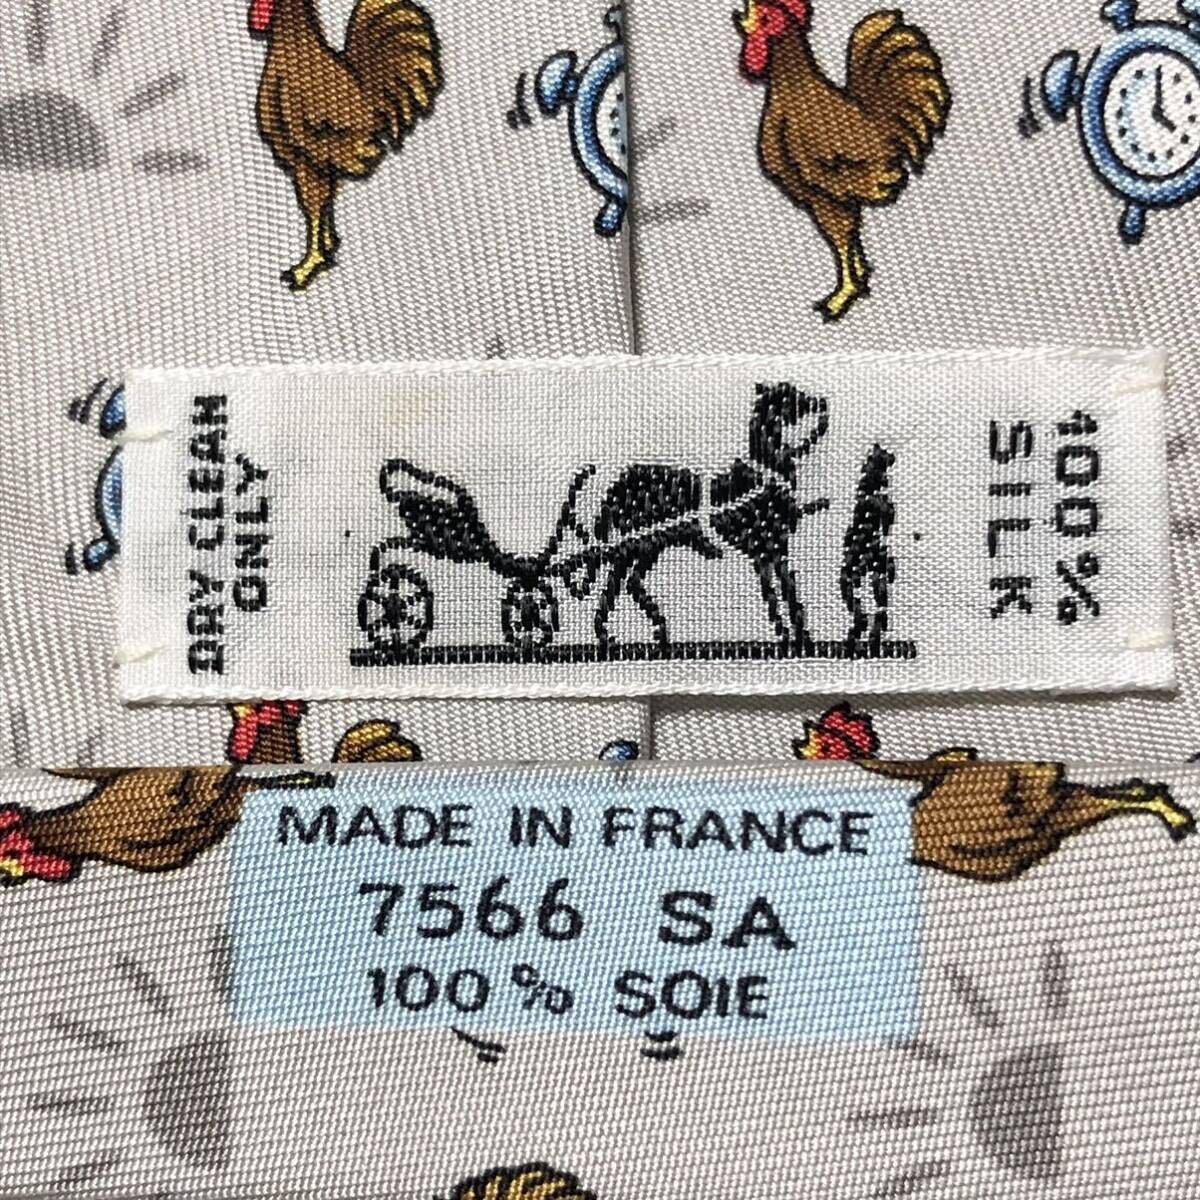 DRY CLEAN
ONLY
100%
SILK
MADE IN FRANCE
7566 SA
100% SOIE